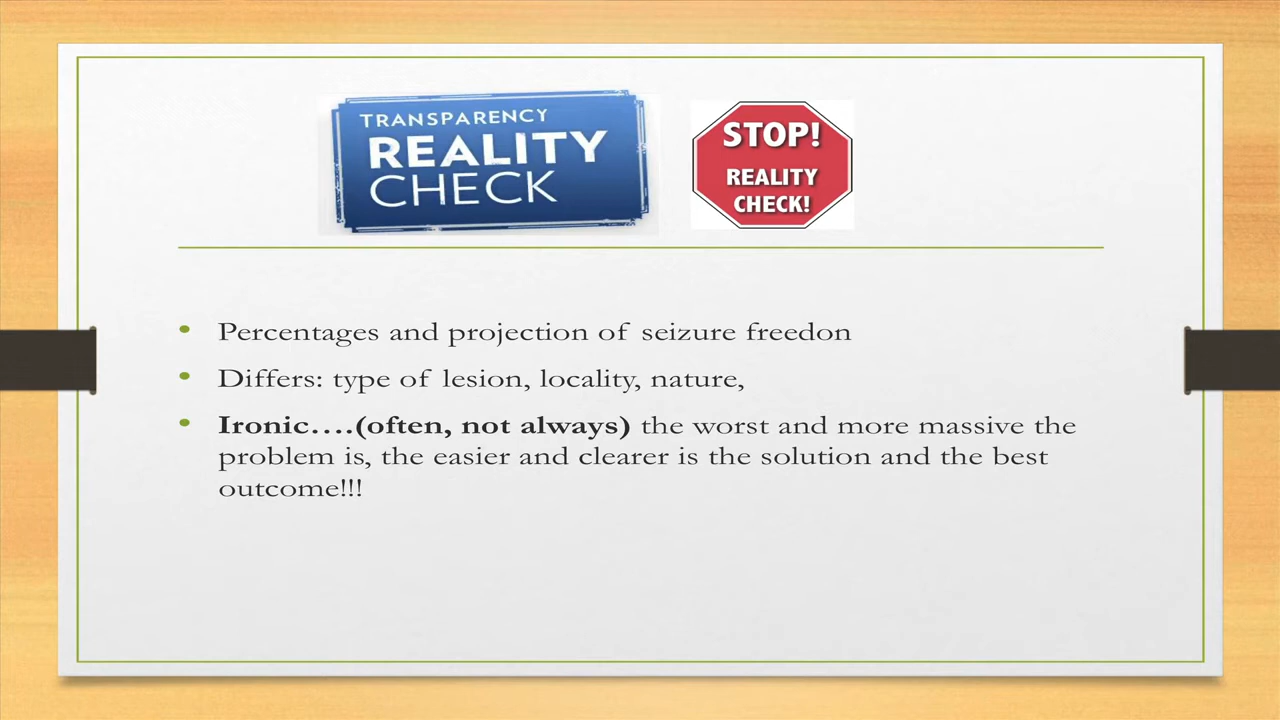 TRANSPARENCY
REALITY
CHECK
STOP!
REALITY
CHECK!
• Percentages and projection of seizure freedon
• Differs: type of lesion, locality, nature,
• Ironic….(often, not always) the worst and more massive the
problem is, the easier and clearer is the solution and the best
outcome!!!